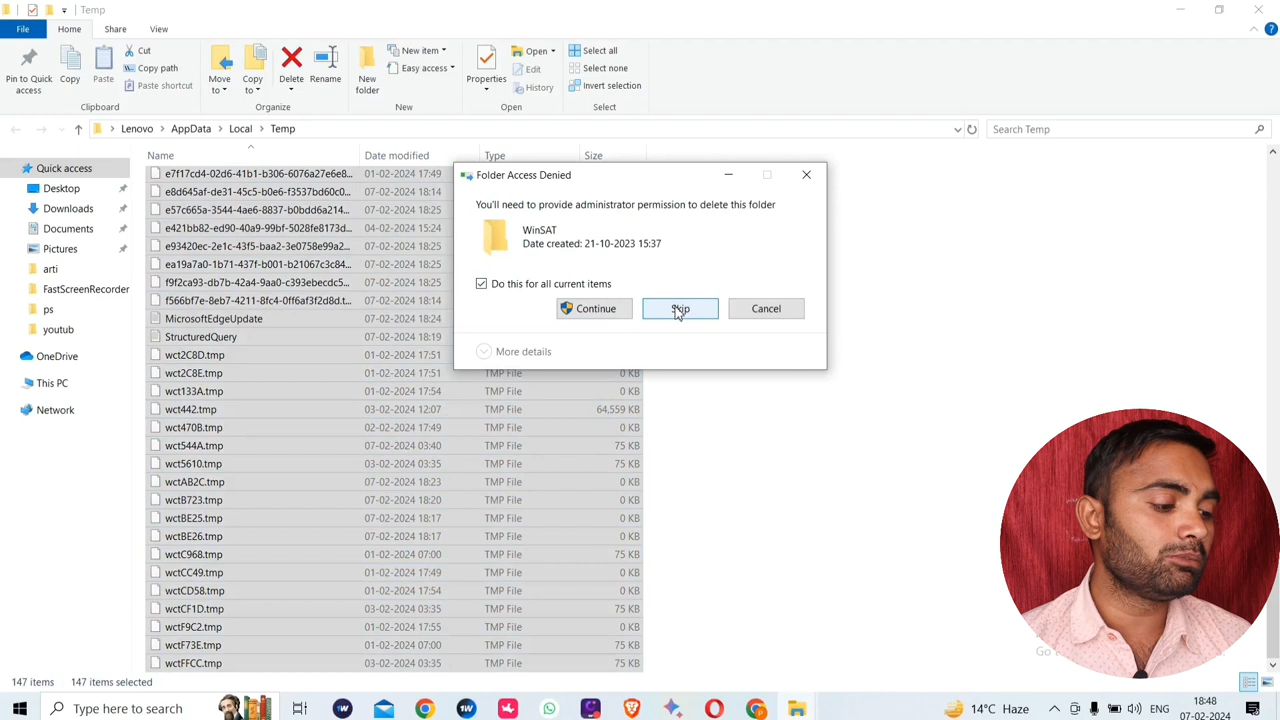 Temp
File
Home
Share
View
Pin to Quick
access
Copy
Paste
Cut
Copy path
Paste shortcut
Clipboard
Move
to
Copy
to
Delete
Rename
Organize
New
folder
New item
Easy access
New
Properties
Open
Edit
History
Open
Select all
Select none
Invert selection
Select
Lenovo > AppData > Local > Temp
Search Temp
Name
Date modified
Type
Size
Quick access
Desktop
Downloads
Documents
Pictures
arti
FastScreenRecorder
ps
youtub
OneDrive
This PC
Network
e7f17cd4-02d6-41b1-b306-6076a27e6e8... 01-02-2024 17:49
e8d645af-de31-45c5-b0e6-f3537bd60c0... 07-02-2024 18:14
e57c665a-3544-4ae6-8837-b0bdd6a214... 07-02-2024 18:25
e421bb82-ed90-40a9-99bf-5028fe8173d... 04-02-2024 15:24
e93420ec-2e1c-43f5-baa2-3e0758e99a2... 07-02-2024 18:25
ea19a7a0-1b71-437f-b001-b21067c3c84... 07-02-2024 18:25
f9f2ca93-db7b-42a4-9aa0-c393ebecdc5... 07-02-2024 18:25
f566bf7e-8eb7-4211-8fc4-0ff6af3f2d8d.t... 07-02-2024 18:14
MicrosoftEdgeUpdate 07-02-2024 18:25
StructuredQuery 07-02-2024 18:19
wct2C8D.tmp 01-02-2024 17:51
wct2C8E.tmp 01-02-2024 17:51 TMP File 0 KB
wct133A.tmp 01-02-2024 17:54 TMP File 0 KB
wct442.tmp 03-02-2024 12:07 TMP File 64,559 KB
wct470B.tmp 02-02-2024 17:49 TMP File 0 KB
wct544A.tmp 07-02-2024 03:40 TMP File 75 KB
wct5610.tmp 03-02-2024 03:35 TMP File 75 KB
wctAB2C.tmp 07-02-2024 18:23 TMP File 0 KB
wctB723.tmp 07-02-2024 18:20 TMP File 0 KB
wctBE25.tmp 07-02-2024 18:17 TMP File 0 KB
wctBE26.tmp 07-02-2024 18:17 TMP File 0 KB
wctC968.tmp 01-02-2024 07:00 TMP File 75 KB
wctCC49.tmp 01-02-2024 17:49 TMP File 0 KB
wctCD58.tmp 01-02-2024 17:51 TMP File 0 KB
wctCF1D.tmp 03-02-2024 03:35 TMP File 75 KB
wctF9C2.tmp 01-02-2024 17:55 TMP File 0 KB
wctF73E.tmp 01-02-2024 07:00 TMP File 75 KB
wctFFCC.tmp 03-02-2024 03:35 TMP File 75 KB
Folder Access Denied
You'll need to provide administrator permission to delete this folder
WinSAT
Date created: 21-10-2023 15:37
Do this for all current items
Continue
Skip
Cancel
More details
147 items 147 items selected
Type here to search
14°C Haze
ENG
18:48
07-02-2024